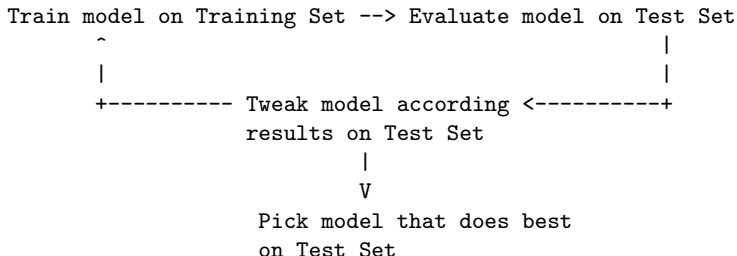 Train model on Training Set --> Evaluate model on Test Set
^ |
| |
+---------- Tweak model according <----------+
results on Test Set
|
V
Pick model that does best
on Test Set